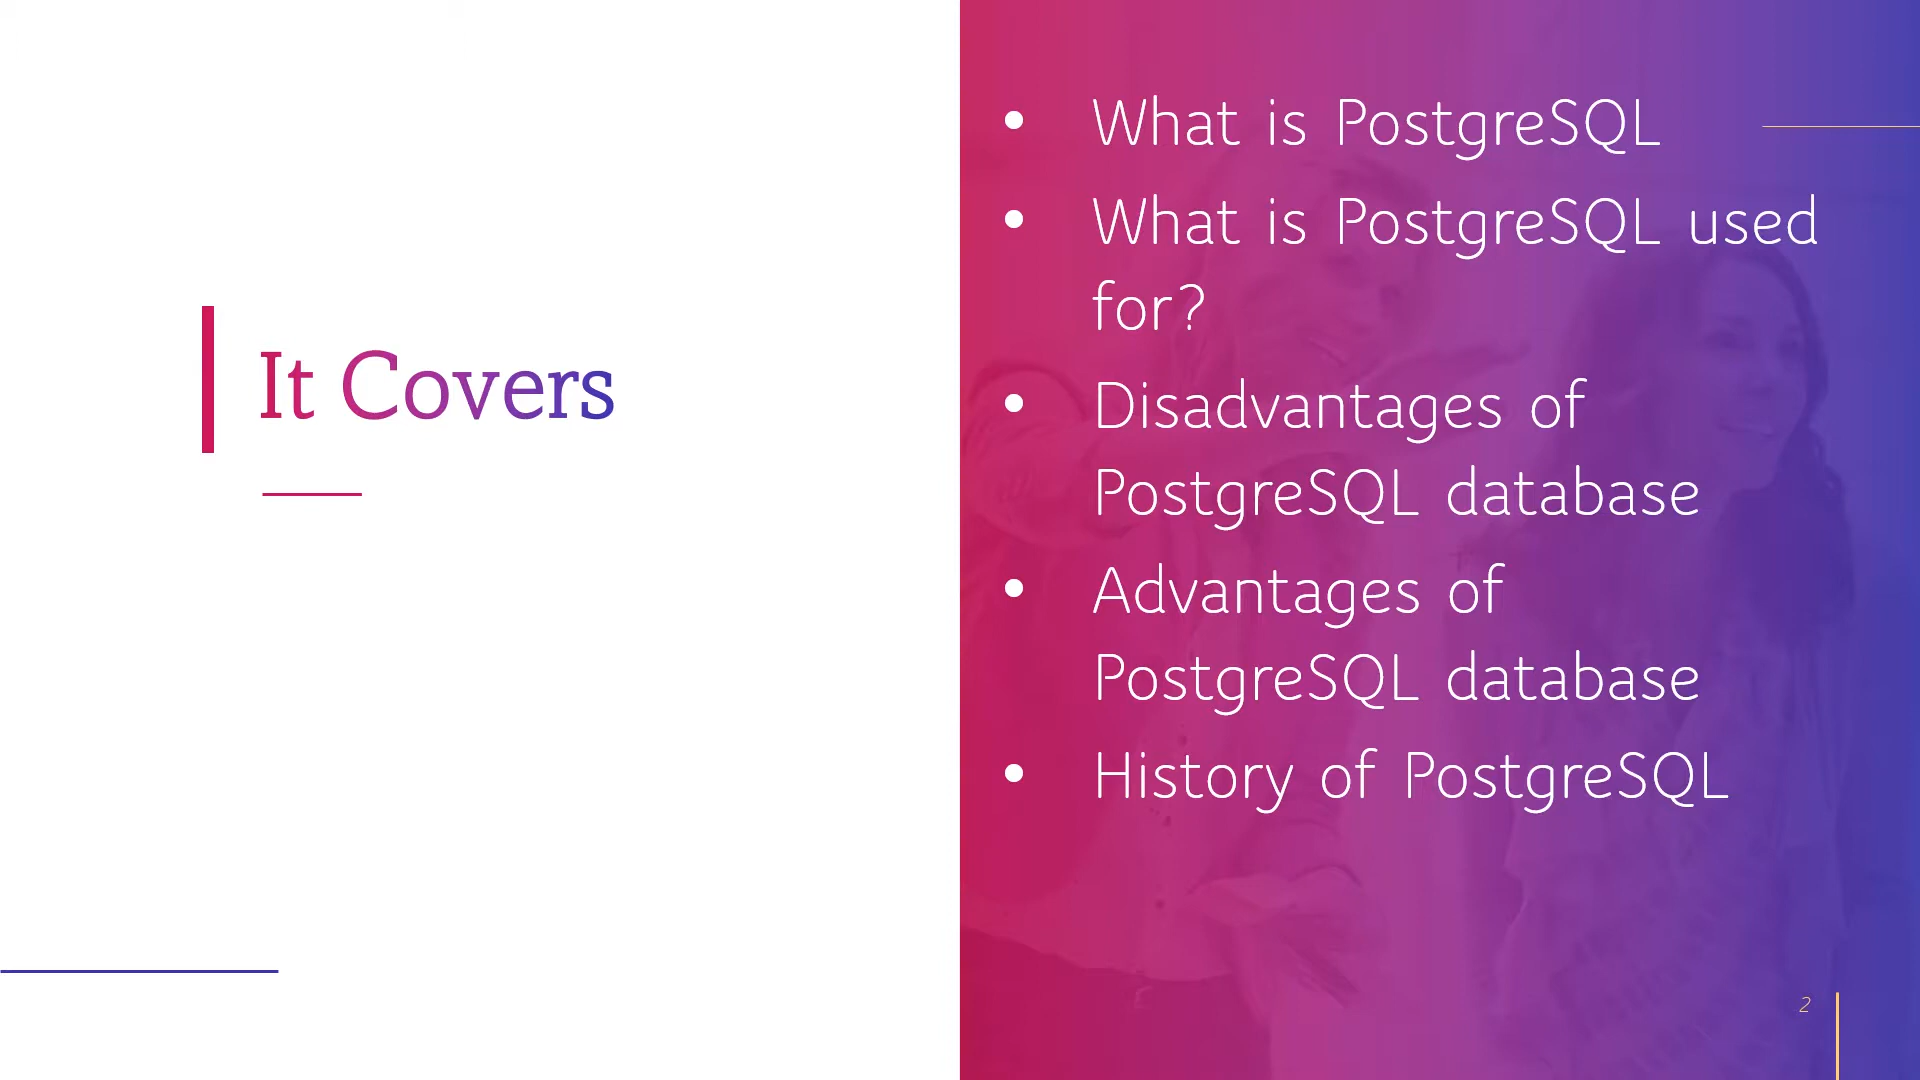 It Covers
• What is PostgreSQL
• What is PostgreSQL used
for?
• Disadvantages of
PostgreSQL database
• Advantages of
PostgreSQL database
• History of PostgreSQL
2